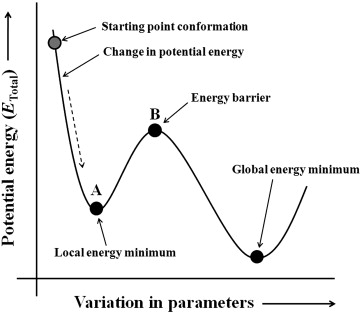 Starting point conformation
Change in potential energy
B
Energy barrier
Global energy minimum
A
Local energy minimum
Potential energy (E_Total)
Variation in parameters